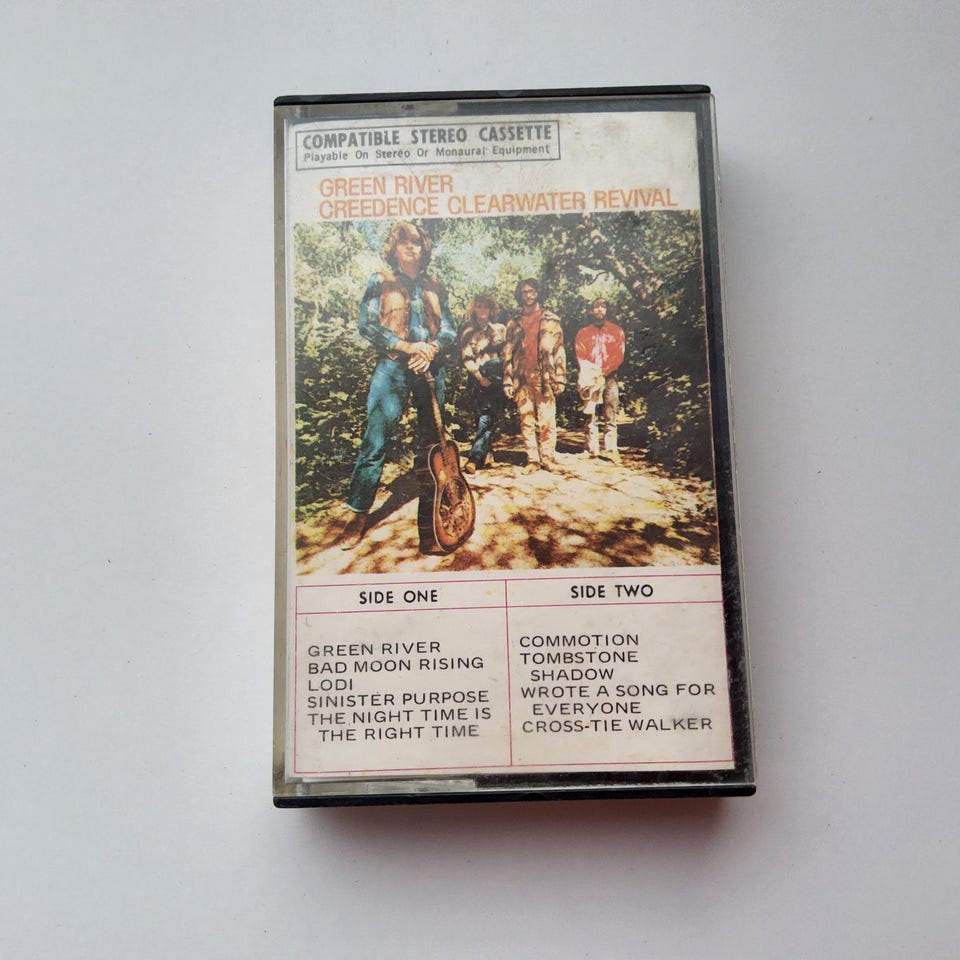 COMPATIBLE STEREO CASSETTE
Playable On Stereo Or Monaural Equipment
GREEN RIVER
CREEDENCE CLEARWATER REVIVAL
SIDE ONE
GREEN RIVER
BAD MOON RISING
LODI
SINISTER PURPOSE
THE NIGHT TIME IS
THE RIGHT TIME
SIDE TWO
COMMOTION
TOMBSTONE
SHADOW
WROTE A SONG FOR
EVERYONE
CROSS-TIE WALKER